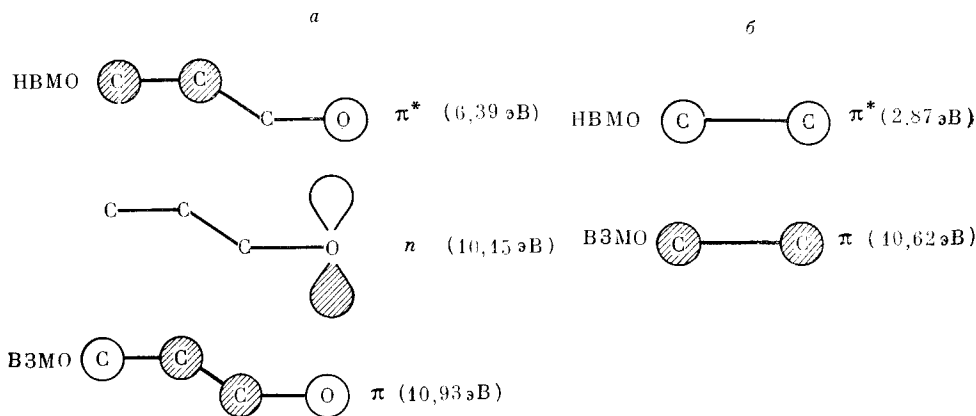 а
НВМО C C
C O π* (6,39 эВ)
C C
C O n (10,15 эВ)
ВЗМО C C
C O π (10,93 эВ)
б
НВМО C C π* (2.87 эВ)
ВЗМО C C π (10,62 эВ)